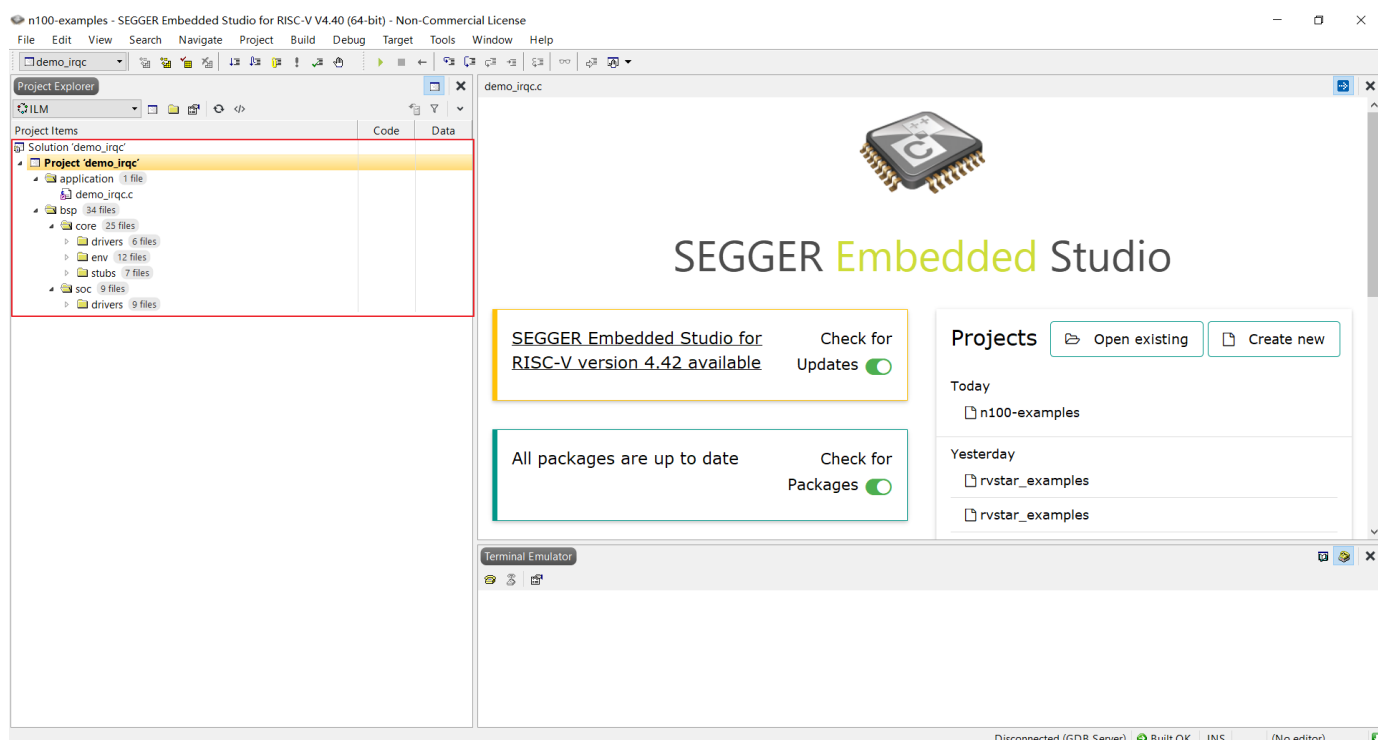 n100-examples - SEGGER Embedded Studio for RISC-V V4.40 (64-bit) - Non-Commercial License
File Edit View Search Navigate Project Build Debug Target Tools Window Help
demo_irqc
Project Explorer
ILM
Project Items Code Data
Solution 'demo_irqc'
Project 'demo_irqc'
application 1 file
demo_irqc.c
bsp 34 files
core 25 files
drivers 6 files
env 12 files
stubs 7 files
soc 9 files
drivers 9 files
demo_irqc.c
SEGGER Embedded Studio
SEGGER Embedded Studio for
RISC-V version 4.42 available
Check for
Updates
All packages are up to date
Check for
Packages
Projects
Open existing
Create new
Today
n100-examples
Yesterday
rvstar_examples
rvstar_examples
Terminal Emulator
Disconnected (GDB Server) Built OK INS (No editor)